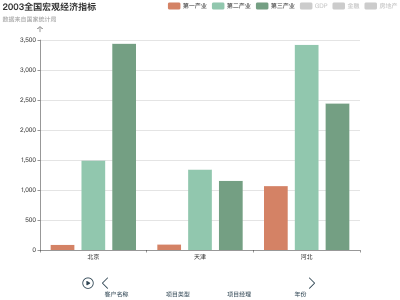 2003全国宏观经济指标
数据来自国家统计局
第一产业 第二产业 第三产业 GDP 金融 房地产
个
3,500
3,000
2,500
2,000
1,500
1,000
500
0
北京 天津 河北
客户名称 项目类型 项目经理 年份